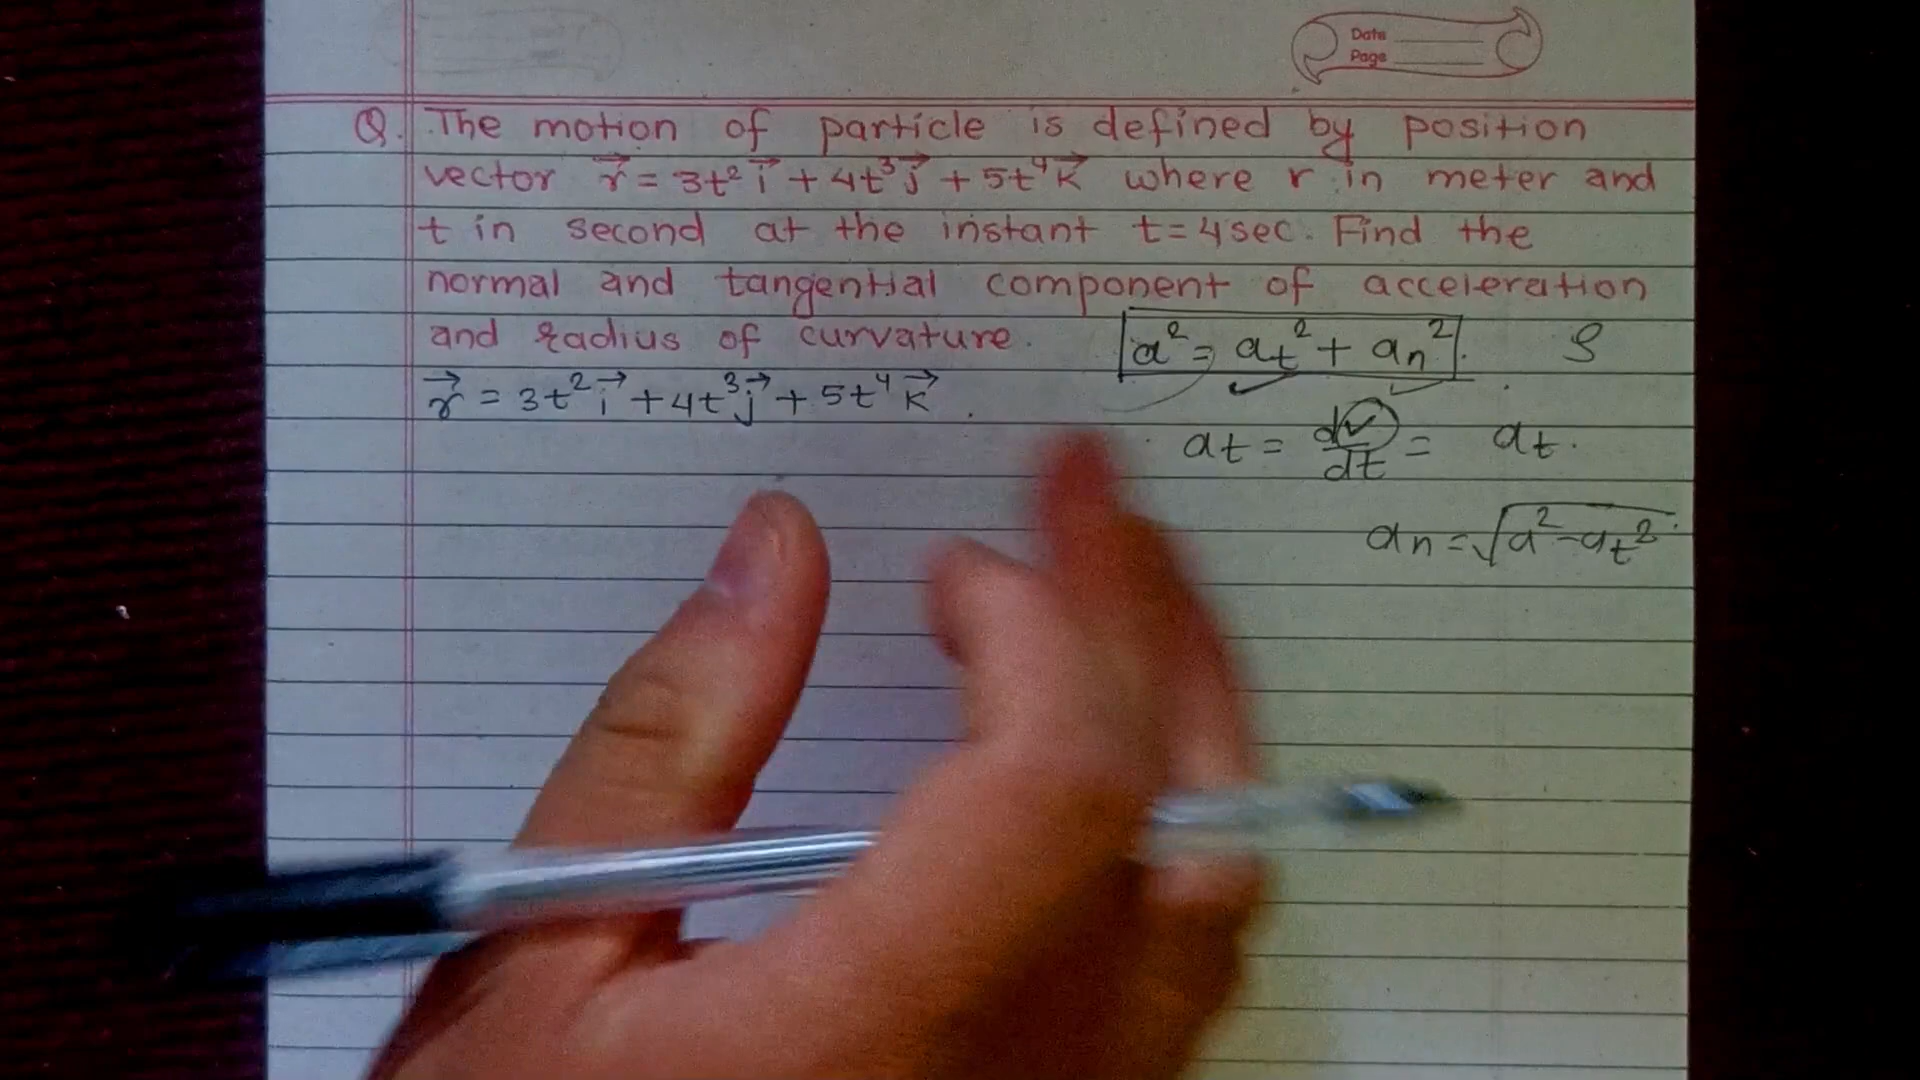 Date
Page
Q. The motion of particle is defined by position
vector r⃗ = 3t² i⃗ + 4t³ j⃗ + 5t⁴ k⃗ where r in meter and
t in second at the instant t = 4 sec. Find the
normal and tangential component of acceleration
and radius of curvature.
a² = at² + an² ρ
r⃗ = 3t² i⃗ + 4t³ j⃗ + 5t⁴ k⃗
at = dv/dt = at.
an = √(a² - at²)